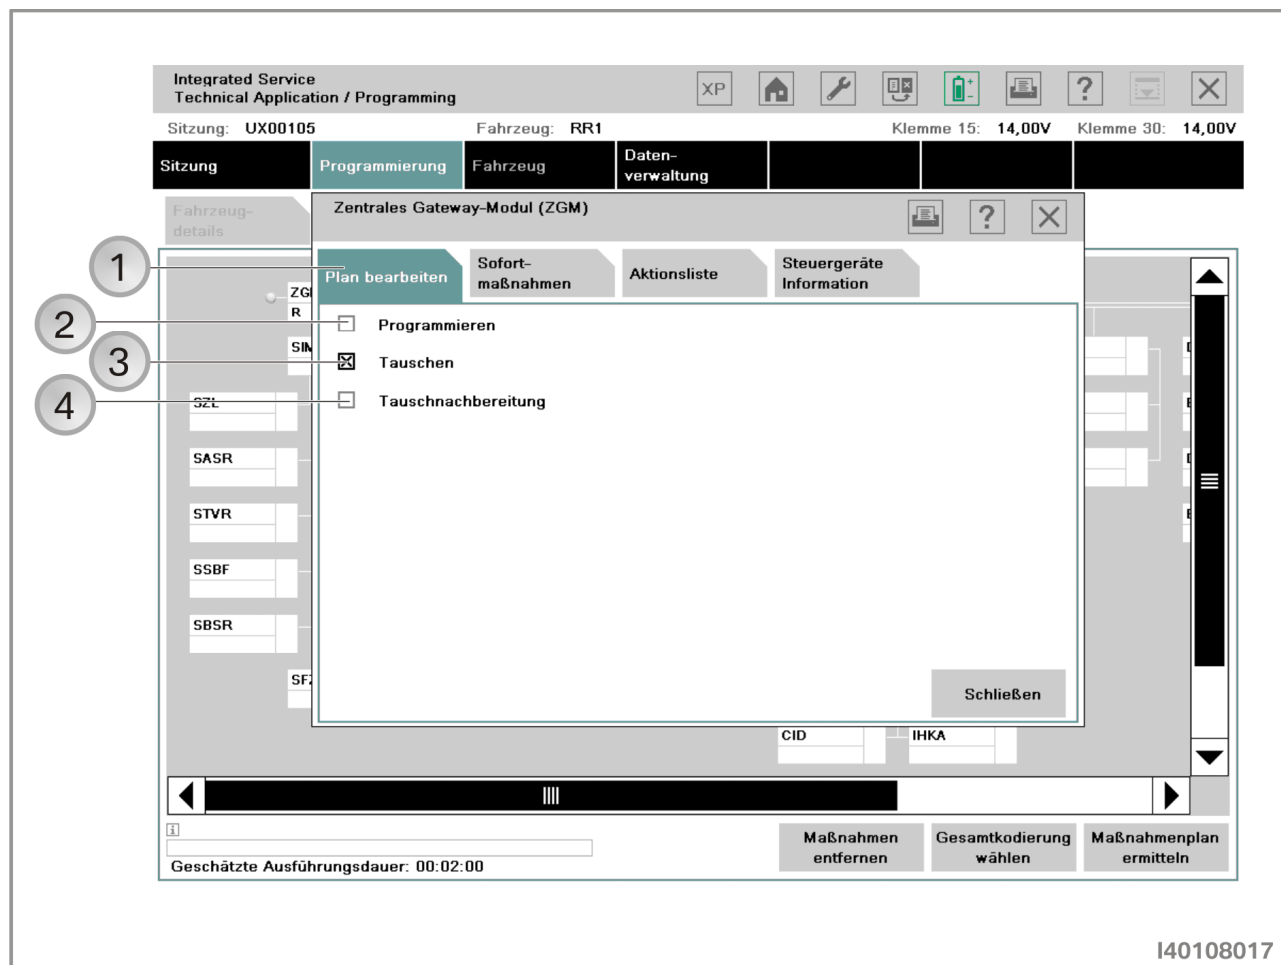 Integrated Service
Technical Application / Programming
XP
?
Sitzung: UX00105 Fahrzeug: RR1 Klemme 15: 14,00V Klemme 30: 14,00V
Sitzung Programmierung Fahrzeug Daten-
verwaltung
Fahrzeug-
details
Zentrales Gateway-Modul (ZGM)
?
1
Plan bearbeiten
Sofort-
maßnahmen
Aktionsliste
Steuergeräte
Information
R
2
Programmieren
3
Tauschen
4
Tauschnachbereitung
SZL
SASR
STVR
SSBF
SBSR
Schließen
CID IHKA
i
Geschätzte Ausführungsdauer: 00:02:00
Maßnahmen
entfernen
Gesamtkodierung
wählen
Maßnahmenplan
ermitteln
I40108017